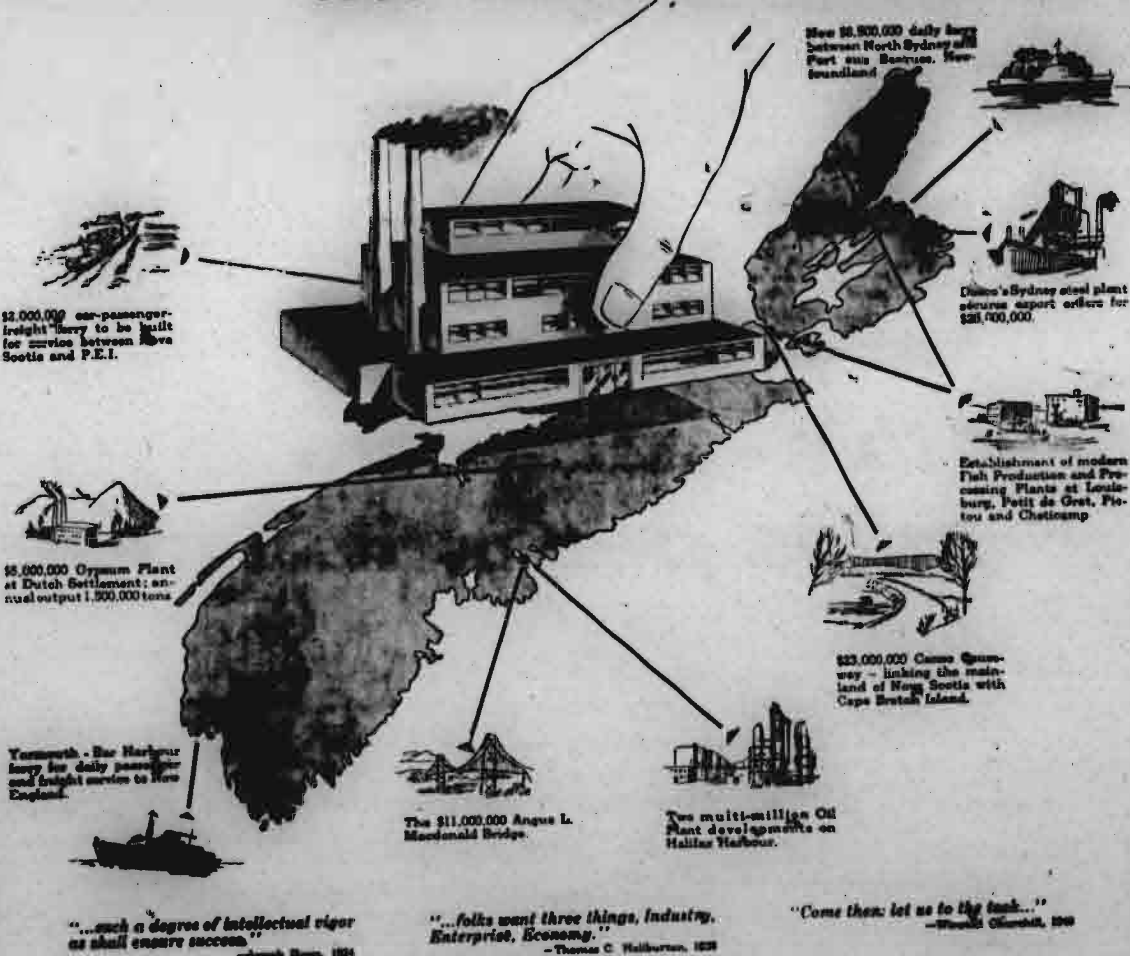 New $6,500,000 daily ferry
between North Sydney and
Port aux Basques, New-
foundland
$2,000,000 car-passenger-
freight ferry to be built
for service between Nova
Scotia and P.E.I.
Dosco's Sydney steel plant
secures export orders for
Establishment of modern
Fish Production and Pro-
cessing Plants at Louis-
burg, Petit de Grat, Pic-
tou and Cheticamp
Gypsum Plant
at Dutch Settlement; an-
nual output 1,500,000 tons
$23,000,000 Canso Cause-
way - linking the main-
land of Nova Scotia with
Cape Breton Island.
Yarmouth - Bar Harbour
ferry for daily passenger
and freight service to New
England.
The $11,000,000 Angus L.
Macdonald Bridge.
Two multi-million Oil
Plant developments on
Halifax Harbour.
"...such a degree of intellectual vigor
as shall ensure success."
"...folks want three things, Industry,
Enterprise, Economy."
- Thomas C. Haliburton,
"Come then: let us to the task..."
- Winston Churchill,